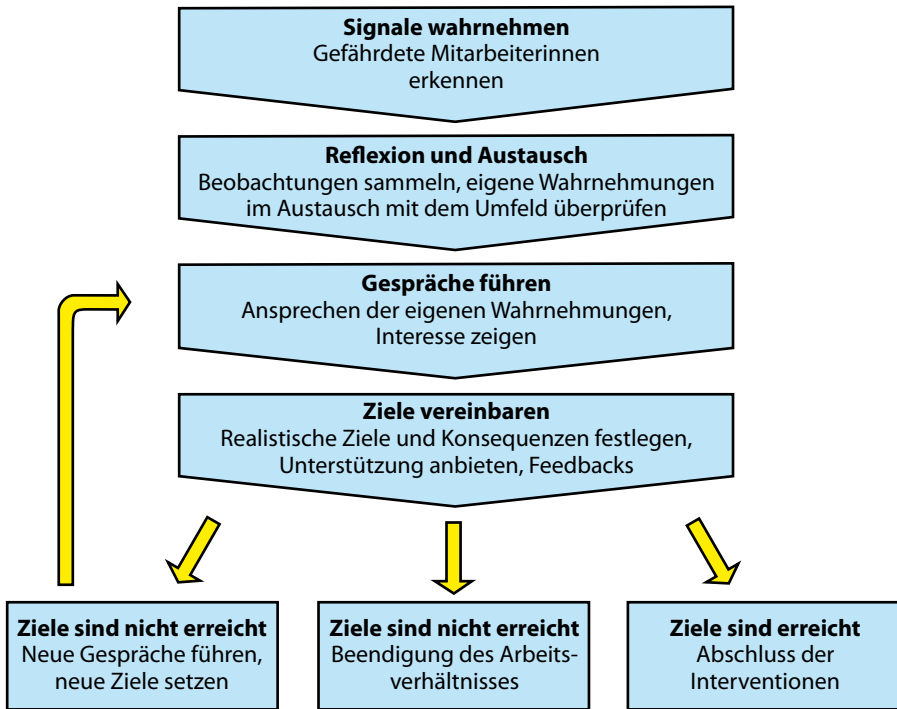 Signale wahrnehmen
Gefährdete Mitarbeiterinnen
erkennen
Reflexion und Austausch
Beobachtungen sammeln, eigene Wahrnehmungen
im Austausch mit dem Umfeld überprüfen
Gespräche führen
Ansprechen der eigenen Wahrnehmungen,
Interesse zeigen
Ziele vereinbaren
Realistische Ziele und Konsequenzen festlegen,
Unterstützung anbieten, Feedbacks
Ziele sind nicht erreicht
Neue Gespräche führen,
neue Ziele setzen
Ziele sind nicht erreicht
Beendigung des Arbeits-
verhältnisses
Ziele sind erreicht
Abschluss der
Interventionen